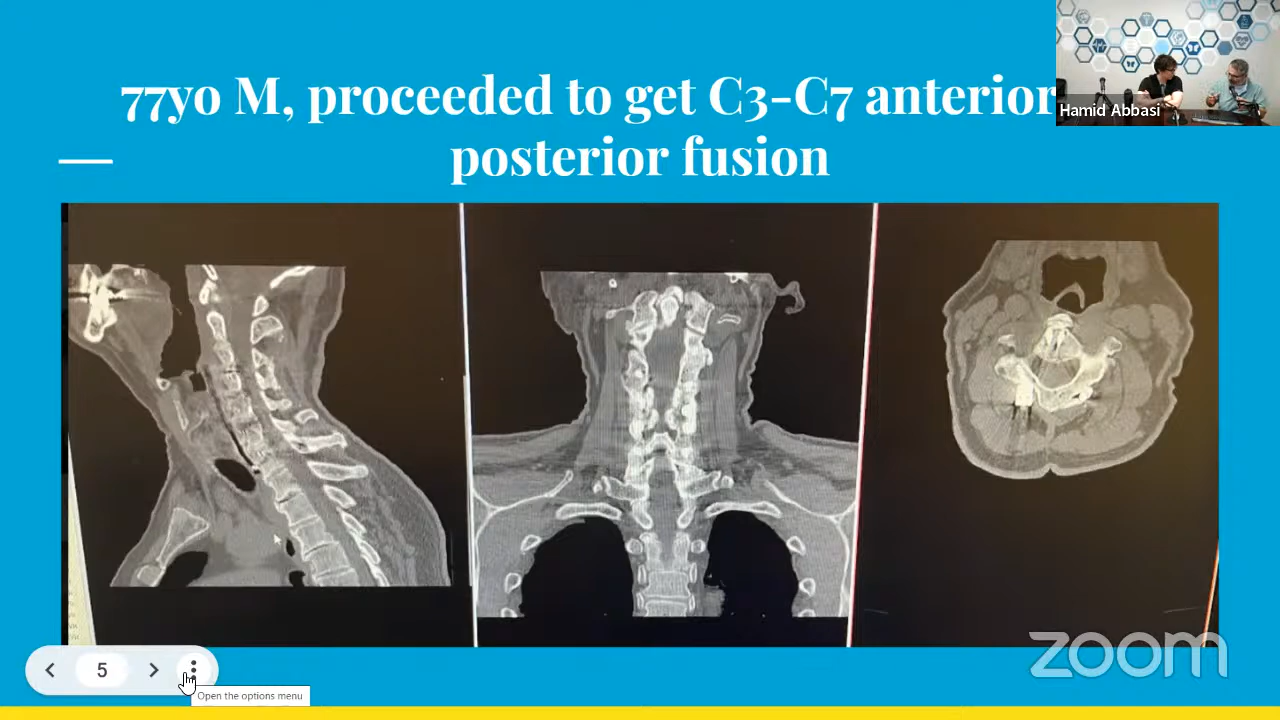 77yo M, proceeded to get C3-C7 anterior
posterior fusion
Hamid Abbasi
5
Open the options menu
zoom